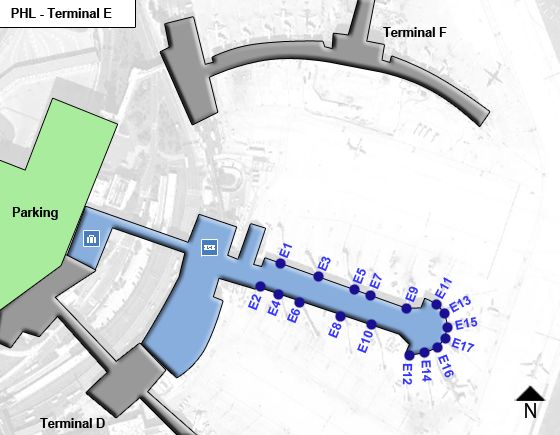 PHL - Terminal E
Terminal F
Parking
E1
E3
E5
E7
E9
E11
E13
E15
E17
E16
E14
E12
E2
E4
E6
E8
E10
Terminal D
N